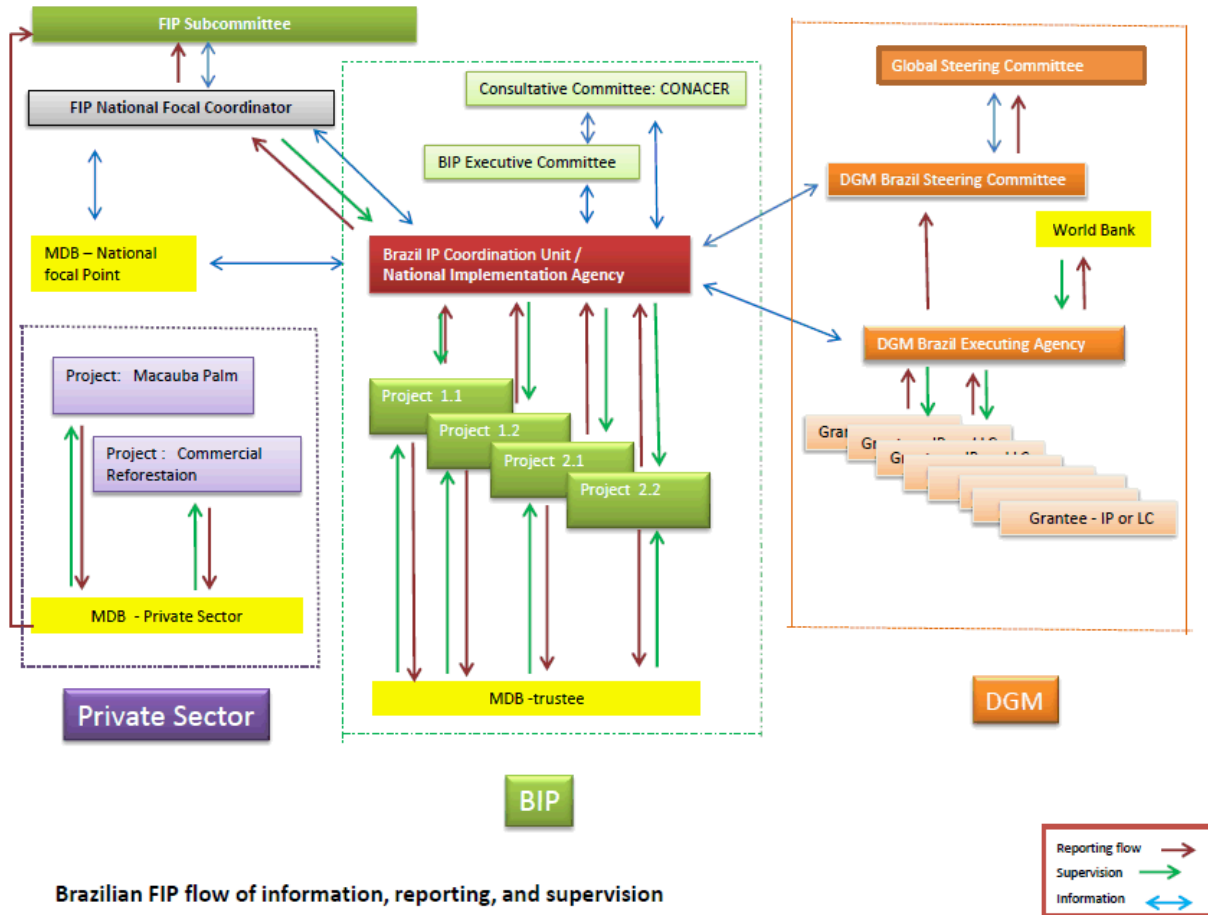 FIP Subcommittee
FIP National Focal Coordinator
Consultative Committee: CONACER
BIP Executive Committee
Global Steering Committee
DGM Brazil Steering Committee
World Bank
MDB – National
focal Point
Brazil IP Coordination Unit /
National Implementation Agency
DGM Brazil Executing Agency
Project: Macauba Palm
Project : Commercial
Reforestaion
MDB - Private Sector
Project 1.1
Project 1.2
Project 2.1
Project 2.2
MDB -trustee
Grantee - IP or LC
Private Sector
BIP
DGM
Reporting flow
Supervision
Information
Brazilian FIP flow of information, reporting, and supervision